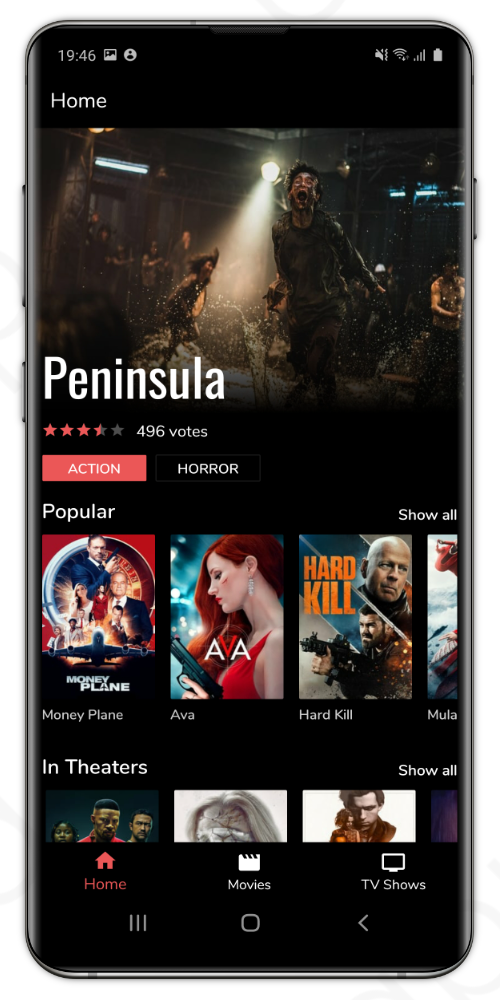 19:46
Home
Peninsula
496 votes
ACTION
HORROR
Popular
Show all
MONEY
PLANE
AVA
HARD
KILL
Money Plane
Ava
Hard Kill
Mula
In Theaters
Show all
Home
Movies
TV Shows